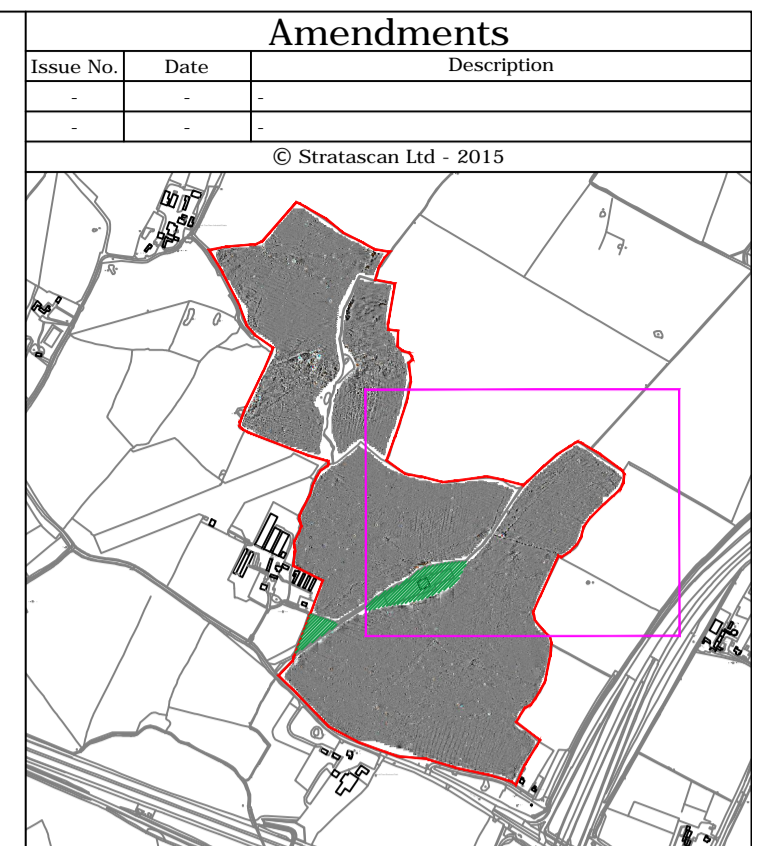 Amendments
Issue No. Date Description
- - -
- - -
© Stratascan Ltd - 2015